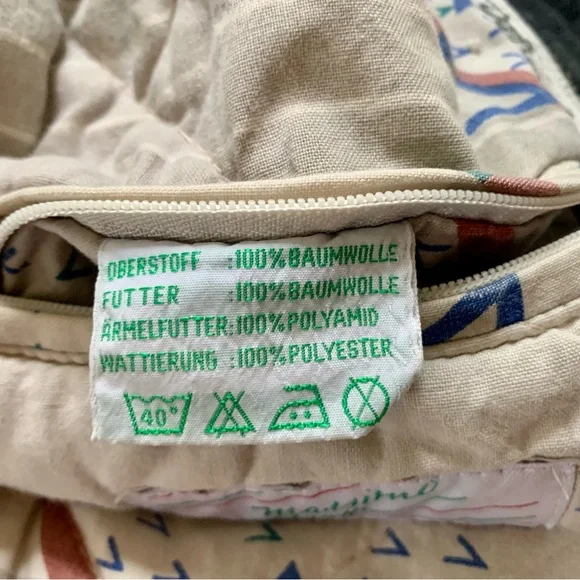 OBERSTOFF :100%BAUMWOLLE
FUTTER :100%BAUMWOLLE
ÄRMELFUTTER:100%POLYAMID
WATTIERUNG :100%POLYESTER
40°